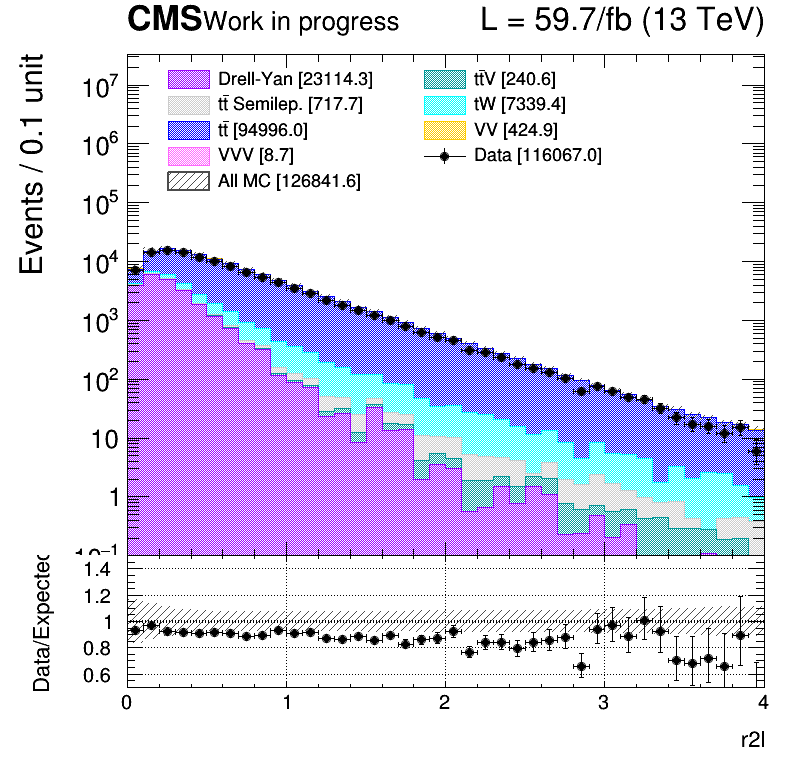 CMS Work in progress L = 59.7/fb (13 TeV)
Events / 0.1 unit
Drell-Yan [23114.3]
tt̄ Semilep. [717.7]
tt̄ [94996.0]
VVV [8.7]
All MC [126841.6]
tt̄V [240.6]
tW [7339.4]
VV [424.9]
Data [116067.0]
10⁷
10⁶
10⁵
10⁴
10³
10²
10
1
10⁻¹
Data/Expected
1.4
1.2
1
0.8
0.6
0 1 2 3 4
r2l